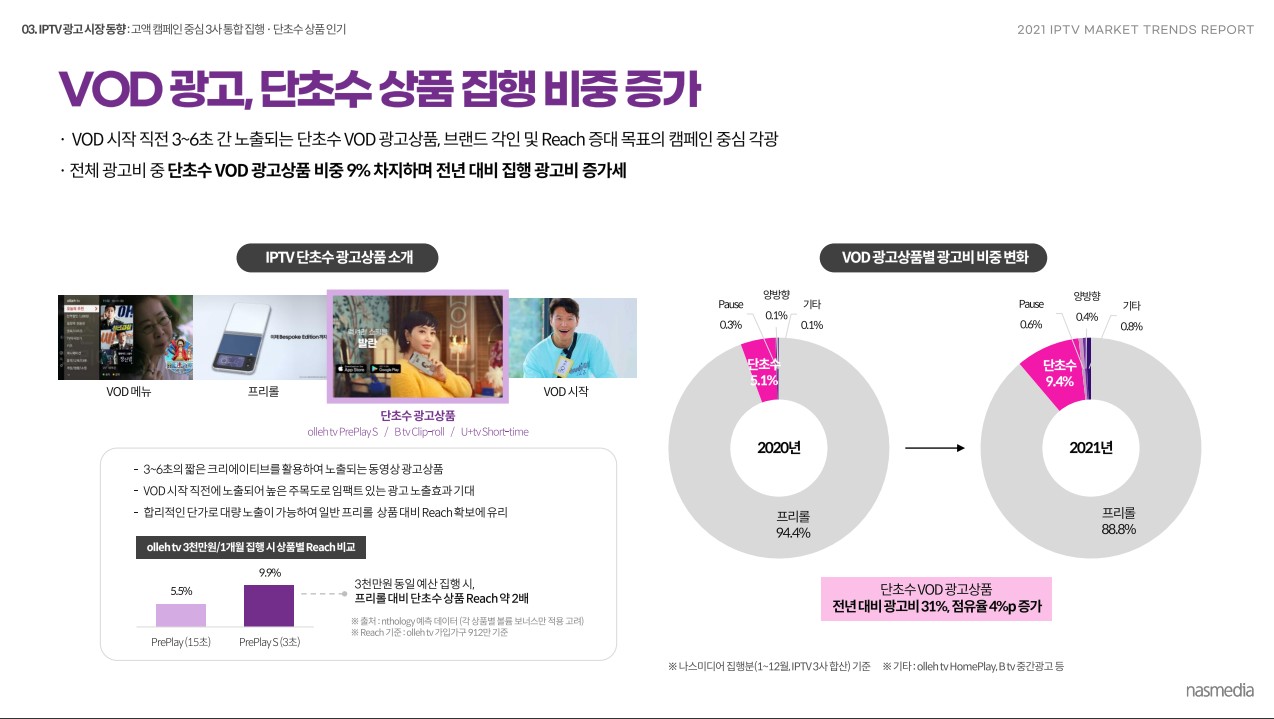 03. IPTV 광고 시장 동향 : 고액 캠페인 중심 3사 통합 집행 · 단초수 상품 인기
2021 IPTV MARKET TRENDS REPORT
VOD 광고, 단초수 상품 집행 비중 증가
· VOD 시작 직전 3~6초 간 노출되는 단초수 VOD 광고상품, 브랜드 각인 및 Reach 증대 목표의 캠페인 중심 각광
· 전체 광고비 중 단초수 VOD 광고상품 비중 9% 차지하며 전년 대비 집행 광고비 증가세
IPTV 단초수 광고상품 소개
발란
App Store
Google Play
VOD 메뉴
프리롤
VOD 시작
단초수 광고상품
olleh tv PrePlay S / B tv Clip-roll / U+tv Short-time
- 3~6초의 짧은 크리에이티브를 활용하여 노출되는 동영상 광고상품
- VOD 시작 직전에 노출되어 높은 주목도로 임팩트 있는 광고 노출효과 기대
- 합리적인 단가로 대량 노출이 가능하여 일반 프리롤 상품 대비 Reach 확보에 유리
olleh tv 3천만원/1개월 집행 시 상품별 Reach 비교
5.5%
9.9%
PrePlay (15초)
PrePlay S (3초)
3천만원 동일 예산 집행 시,
프리롤 대비 단초수 상품 Reach 약 2배
※ 출처 : nthology 예측 데이터 (각 상품별 볼륨 보너스만 적용 고려)
※ Reach 기준 : olleh tv 가입가구 912만 기준
VOD 광고상품별 광고비 비중 변화
Pause
0.3%
양방향
0.1%
기타
0.1%
단초수
5.1%
2020년
프리롤
94.4%
Pause
0.6%
양방향
0.4%
기타
0.8%
단초수
9.4%
2021년
프리롤
88.8%
단초수 VOD 광고상품
전년 대비 광고비 31%, 점유율 4%p 증가
※ 나스미디어 집행분(1~12월, IPTV 3사 합산) 기준 ※ 기타 : olleh tv HomePlay, B tv 중간광고 등
nasmedia